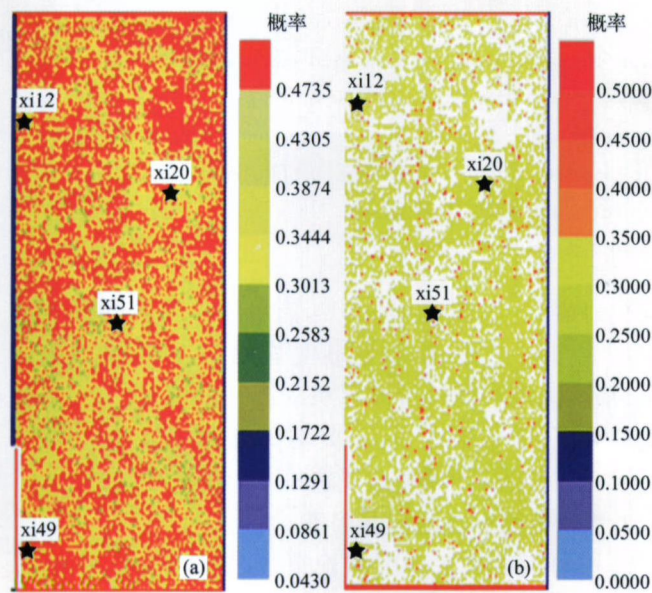 概率
概率
xi12
xi20
xi51
xi49
(a)
0.4735
0.4305
0.3874
0.3444
0.3013
0.2583
0.2152
0.1722
0.1291
0.0861
0.0430
xi12
xi20
xi51
xi49
(b)
0.5000
0.4500
0.4000
0.3500
0.3000
0.2500
0.2000
0.1500
0.1000
0.0500
0.0000